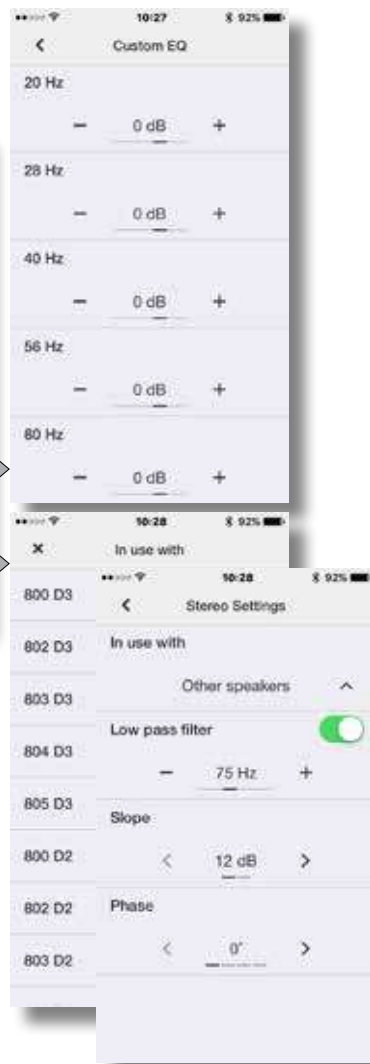 10:27
92%
Custom EQ
20 Hz
− 0 dB +
28 Hz
− 0 dB +
40 Hz
− 0 dB +
56 Hz
− 0 dB +
80 Hz
− 0 dB +
10:28
92%
× In use with
800 D3
802 D3
803 D3
804 D3
805 D3
800 D2
802 D2
803 D2
10:28
92%
< Stereo Settings
In use with
Other speakers
Low pass filter
− 75 Hz +
Slope
< 12 dB >
Phase
< 0° >